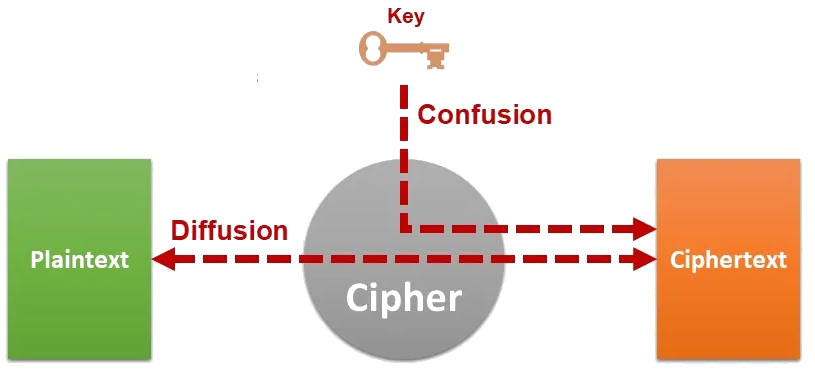 Key
Confusion
Diffusion
Plaintext
Ciphertext
Cipher